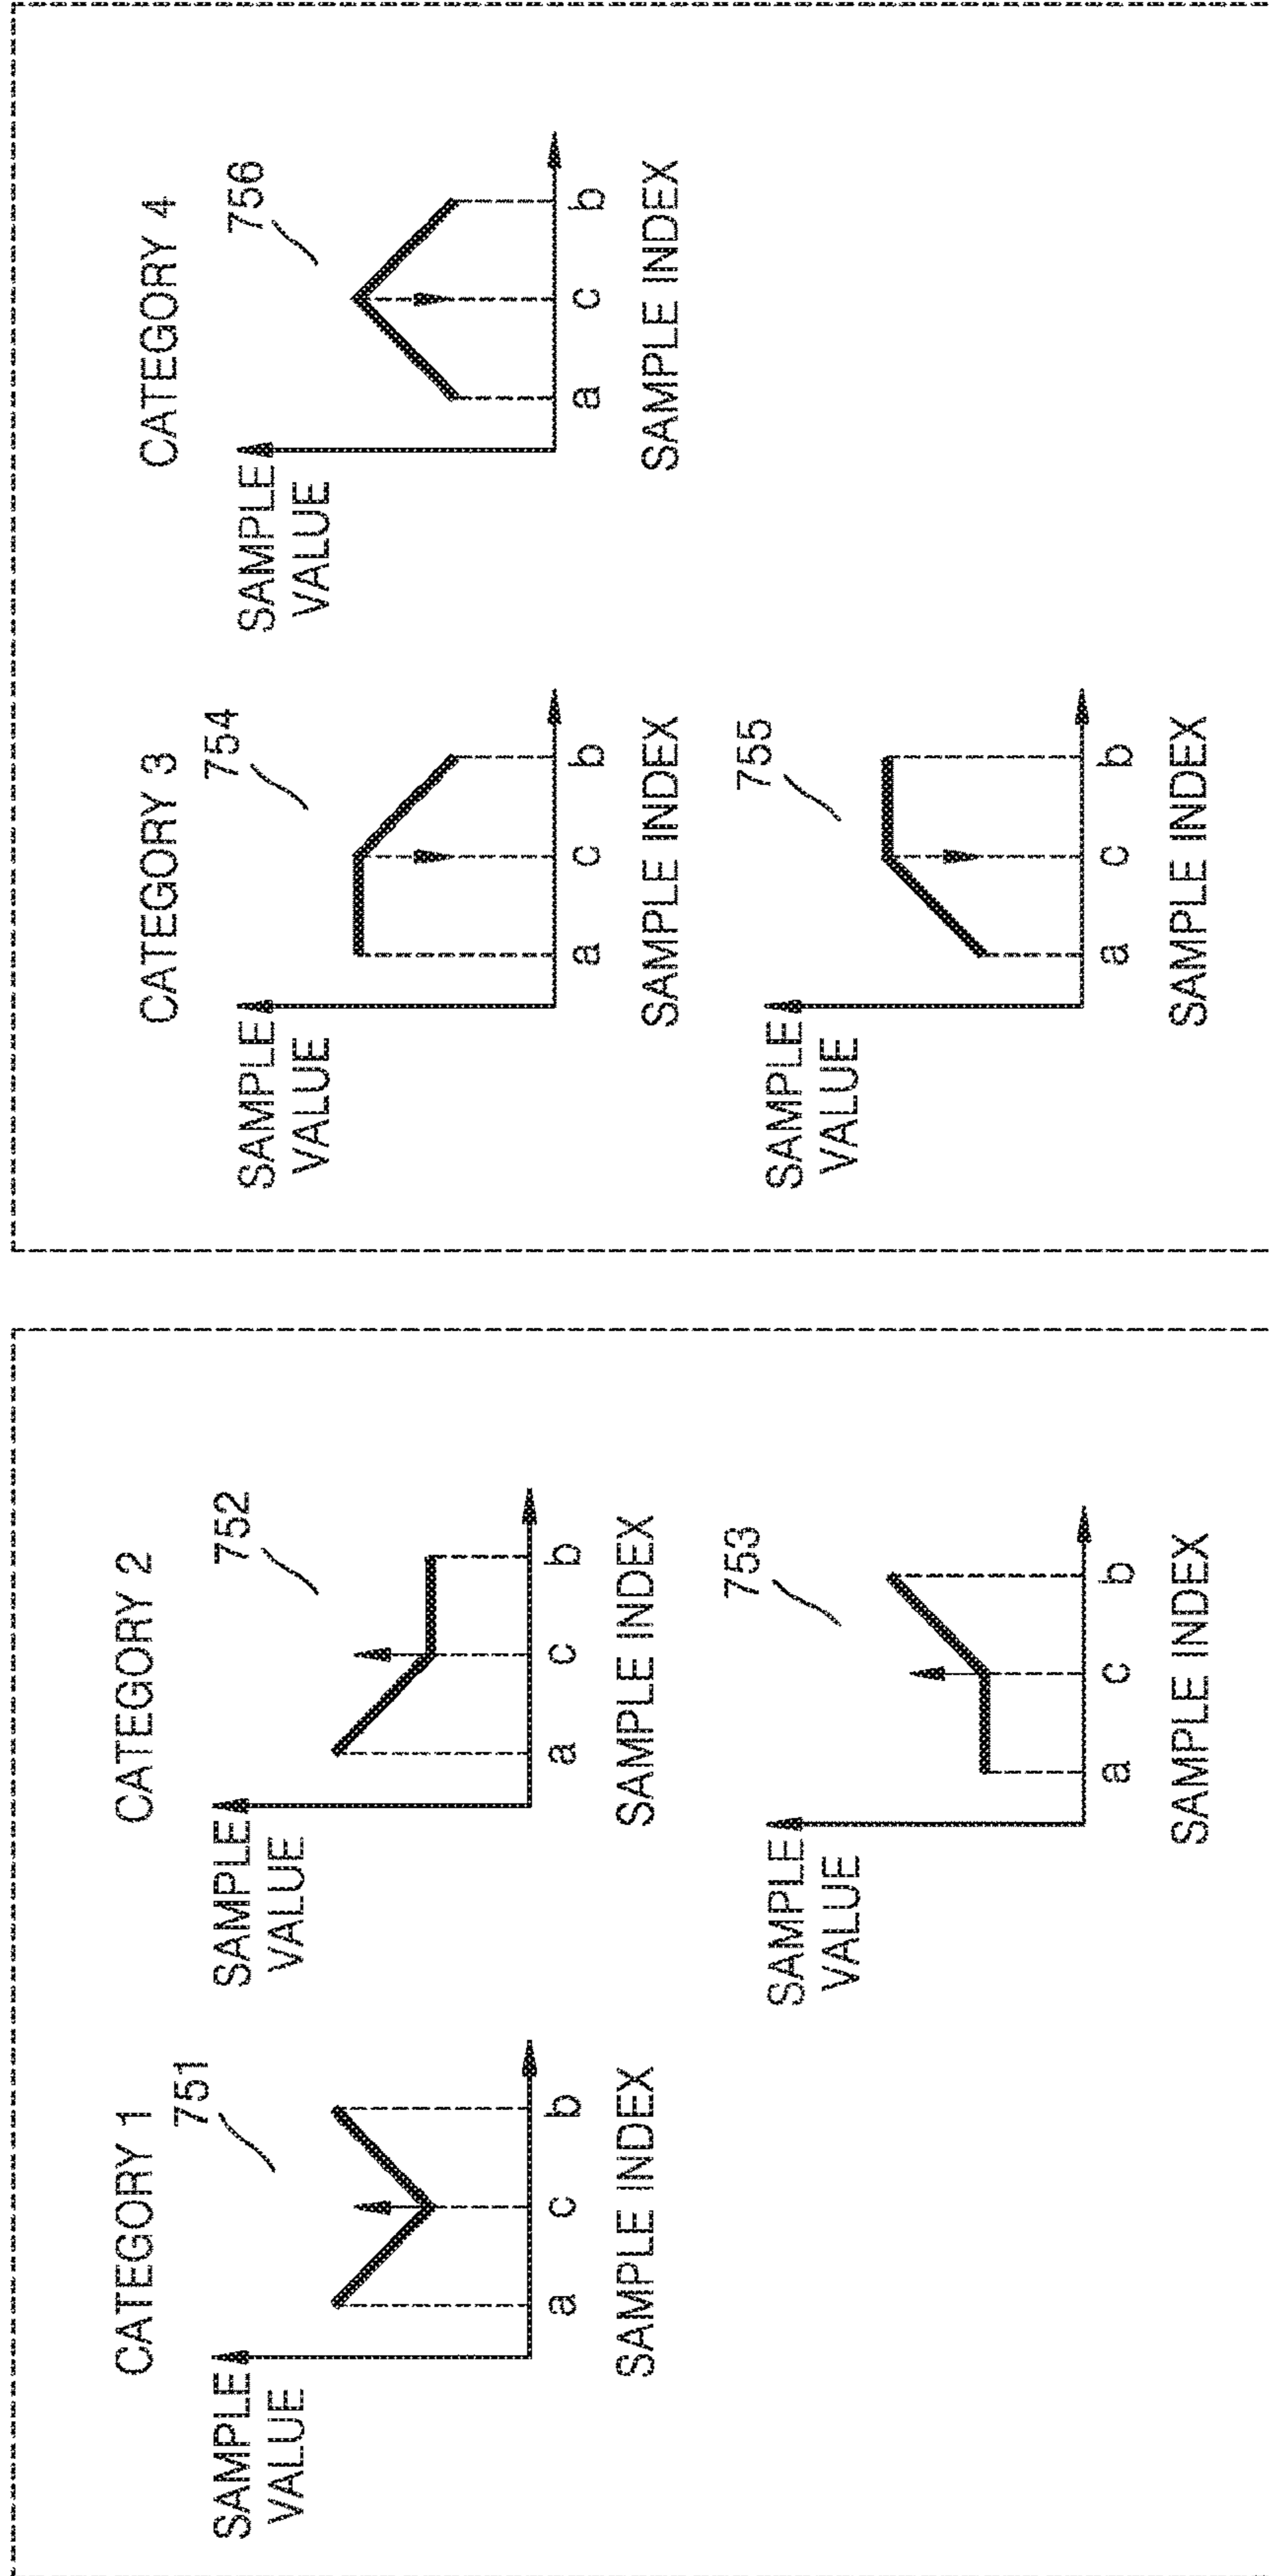 CATEGORY 1
751
SAMPLE
VALUE
a
c
b
SAMPLE INDEX
CATEGORY 2
752
SAMPLE
VALUE
a
c
b
SAMPLE INDEX
753
SAMPLE
VALUE
a
c
b
SAMPLE INDEX
CATEGORY 3
754
SAMPLE
VALUE
a
c
b
SAMPLE INDEX
755
SAMPLE
VALUE
a
c
b
SAMPLE INDEX
CATEGORY 4
756
SAMPLE
VALUE
a
c
b
SAMPLE INDEX